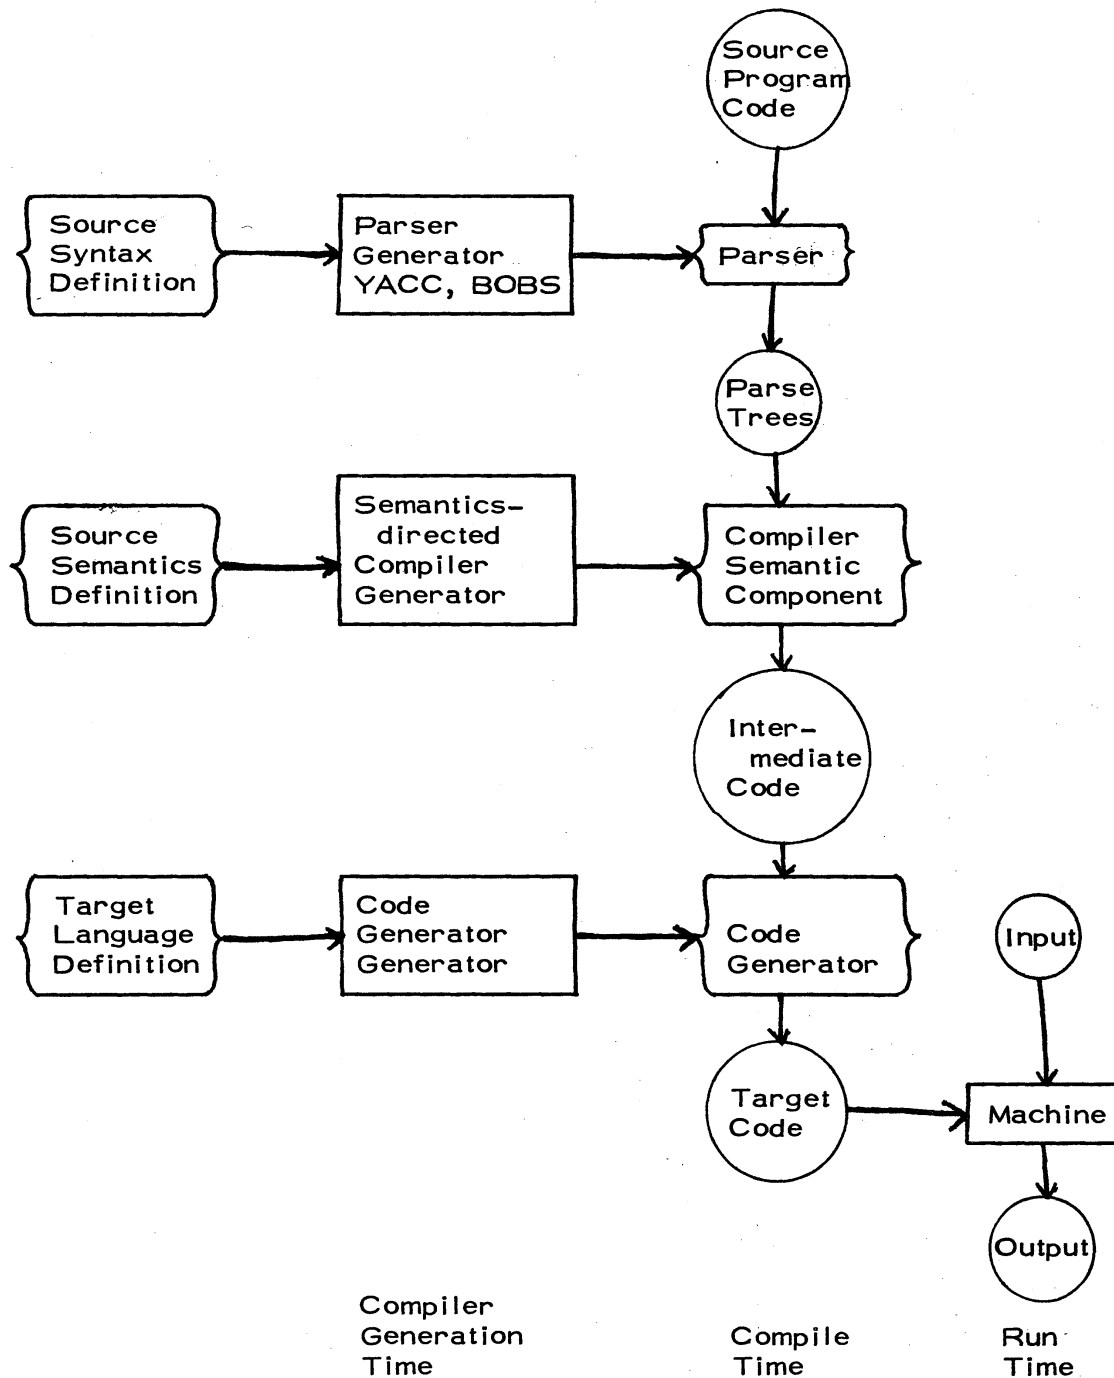 Source
Program
Code
Source
Syntax
Definition
Parser
Generator
YACC, BOBS
Parser
Parse
Trees
Source
Semantics
Definition
Semantics-
directed
Compiler
Generator
Compiler
Semantic
Component
Inter-
mediate
Code
Target
Language
Definition
Code
Generator
Generator
Code
Generator
Input
Target
Code
Machine
Output
Compiler
Generation
Time
Compile
Time
Run
Time